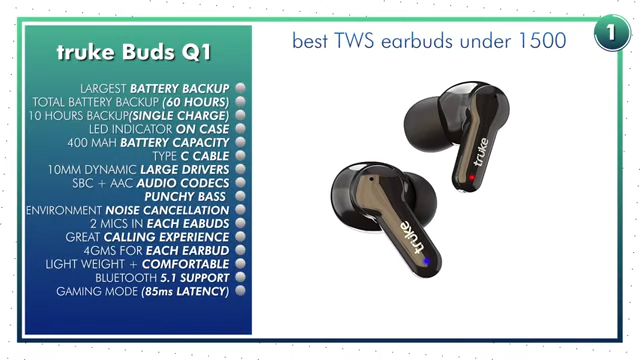 truke Buds Q1
best TWS earbuds under 1500
1
LARGEST BATTERY BACKUP
TOTAL BATTERY BACKUP (60 HOURS)
10 HOURS BACKUP(SINGLE CHARGE)
LED INDICATOR ON CASE
400 MAH BATTERY CAPACITY
TYPE C CABLE
10MM DYNAMIC LARGE DRIVERS
SBC + AAC AUDIO CODECS
PUNCHY BASS
ENVIRONMENT NOISE CANCELLATION
2 MICS IN EACH EABUDS
GREAT CALLING EXPERIENCE
4GMS FOR EACH EARBUD
LIGHT WEIGHT + COMFORTABLE
BLUETOOTH 5.1 SUPPORT
GAMING MODE (85ms LATENCY)
truke
truke